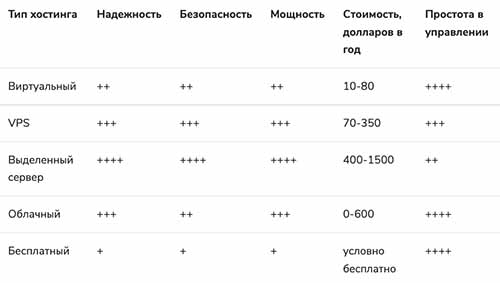 Тип хостинга Надежность Безопасность Мощность Стоимость, долларов в год Простота в управлении
Виртуальный ++ ++ ++ 10-80 ++++
VPS +++ +++ +++ 70-350 +++
Выделенный сервер ++++ ++++ ++++ 400-1500 ++
Облачный +++ ++ +++ 0-600 ++++
Бесплатный + + + условно бесплатно ++++